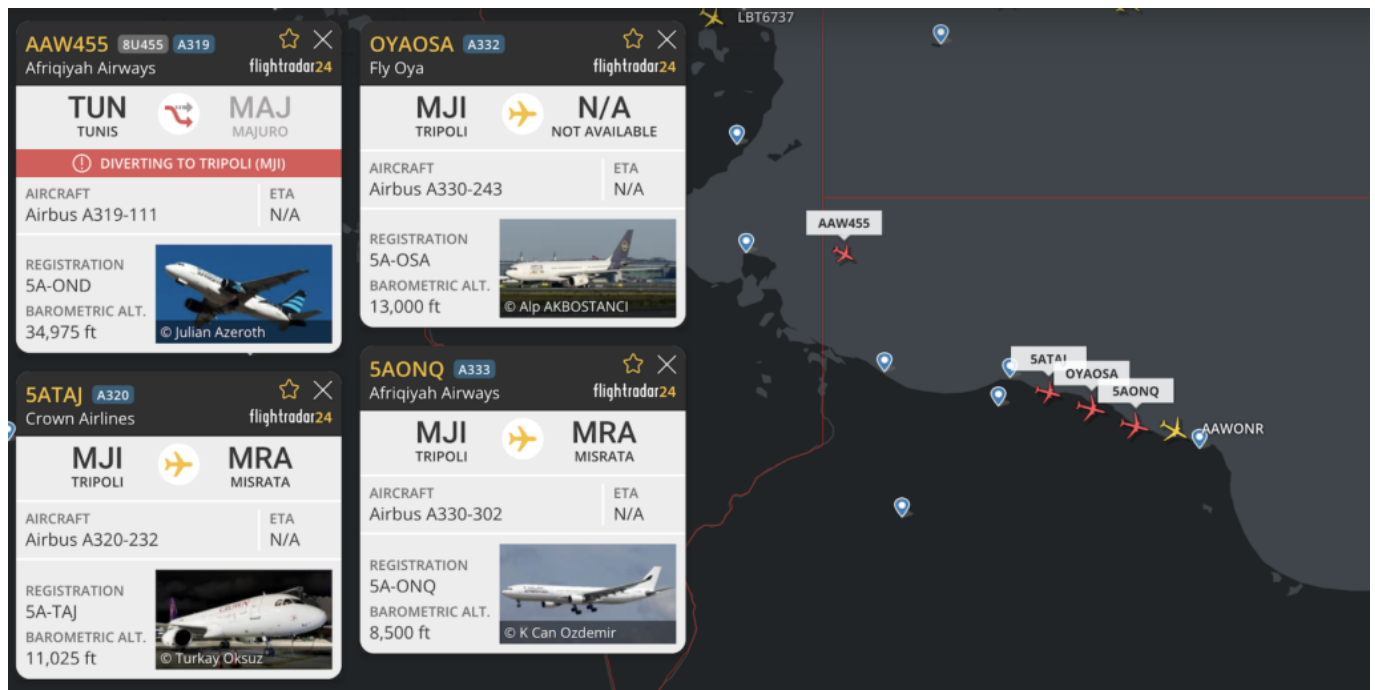 AAW455 8U455 A319
Afriqiyah Airways
flightradar24
TUN
TUNIS
MAJ
MAJURO
DIVERTING TO TRIPOLI (MJI)
AIRCRAFT
Airbus A319-111
ETA
N/A
REGISTRATION
5A-OND
BAROMETRIC ALT.
34,975 ft
© Julian Azeroth
5ATAJ A320
Crown Airlines
flightradar24
MJI
TRIPOLI
MRA
MISRATA
AIRCRAFT
Airbus A320-232
ETA
N/A
REGISTRATION
5A-TAJ
BAROMETRIC ALT.
11,025 ft
© Turkay Oksuz
OYAOSA A332
Fly Oya
flightradar24
MJI
TRIPOLI
N/A
NOT AVAILABLE
AIRCRAFT
Airbus A330-243
ETA
N/A
REGISTRATION
5A-OSA
BAROMETRIC ALT.
13,000 ft
© Alp AKBOSTANCI
5AONQ A333
Afriqiyah Airways
flightradar24
MJI
TRIPOLI
MRA
MISRATA
AIRCRAFT
Airbus A330-302
ETA
N/A
REGISTRATION
5A-ONQ
BAROMETRIC ALT.
8,500 ft
© K Can Ozdemir
LBT6737
AAW455
5ATAJ
OYAOSA
5AONQ
AAWONR